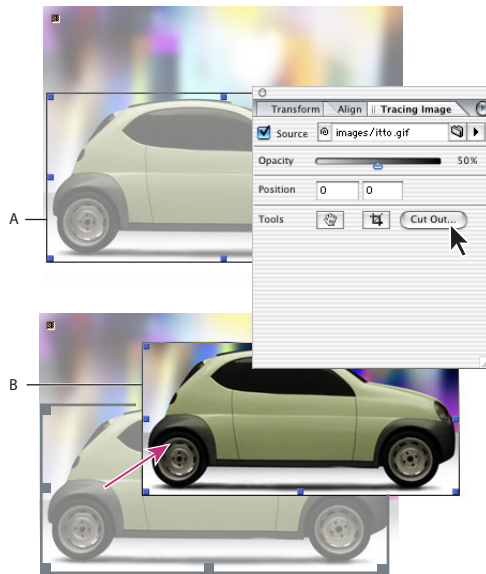 Transform Align Tracing Image
Source images/itto.gif
Opacity 50%
Position 0 0
A
Tools Cut Out...
B